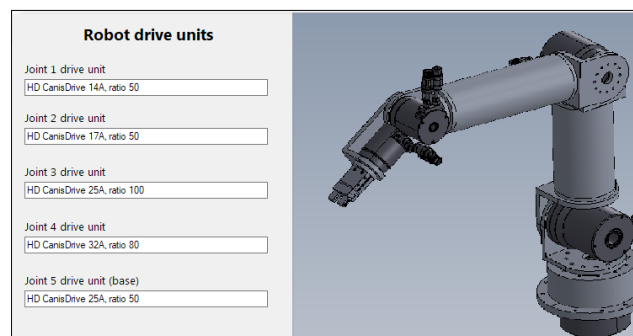 Robot drive units
Joint 1 drive unit
HD CanisDrive 14A, ratio 50
Joint 2 drive unit
HD CanisDrive 17A, ratio 50
Joint 3 drive unit
HD CanisDrive 25A, ratio 100
Joint 4 drive unit
HD CanisDrive 32A, ratio 80
Joint 5 drive unit (base)
HD CanisDrive 25A, ratio 50